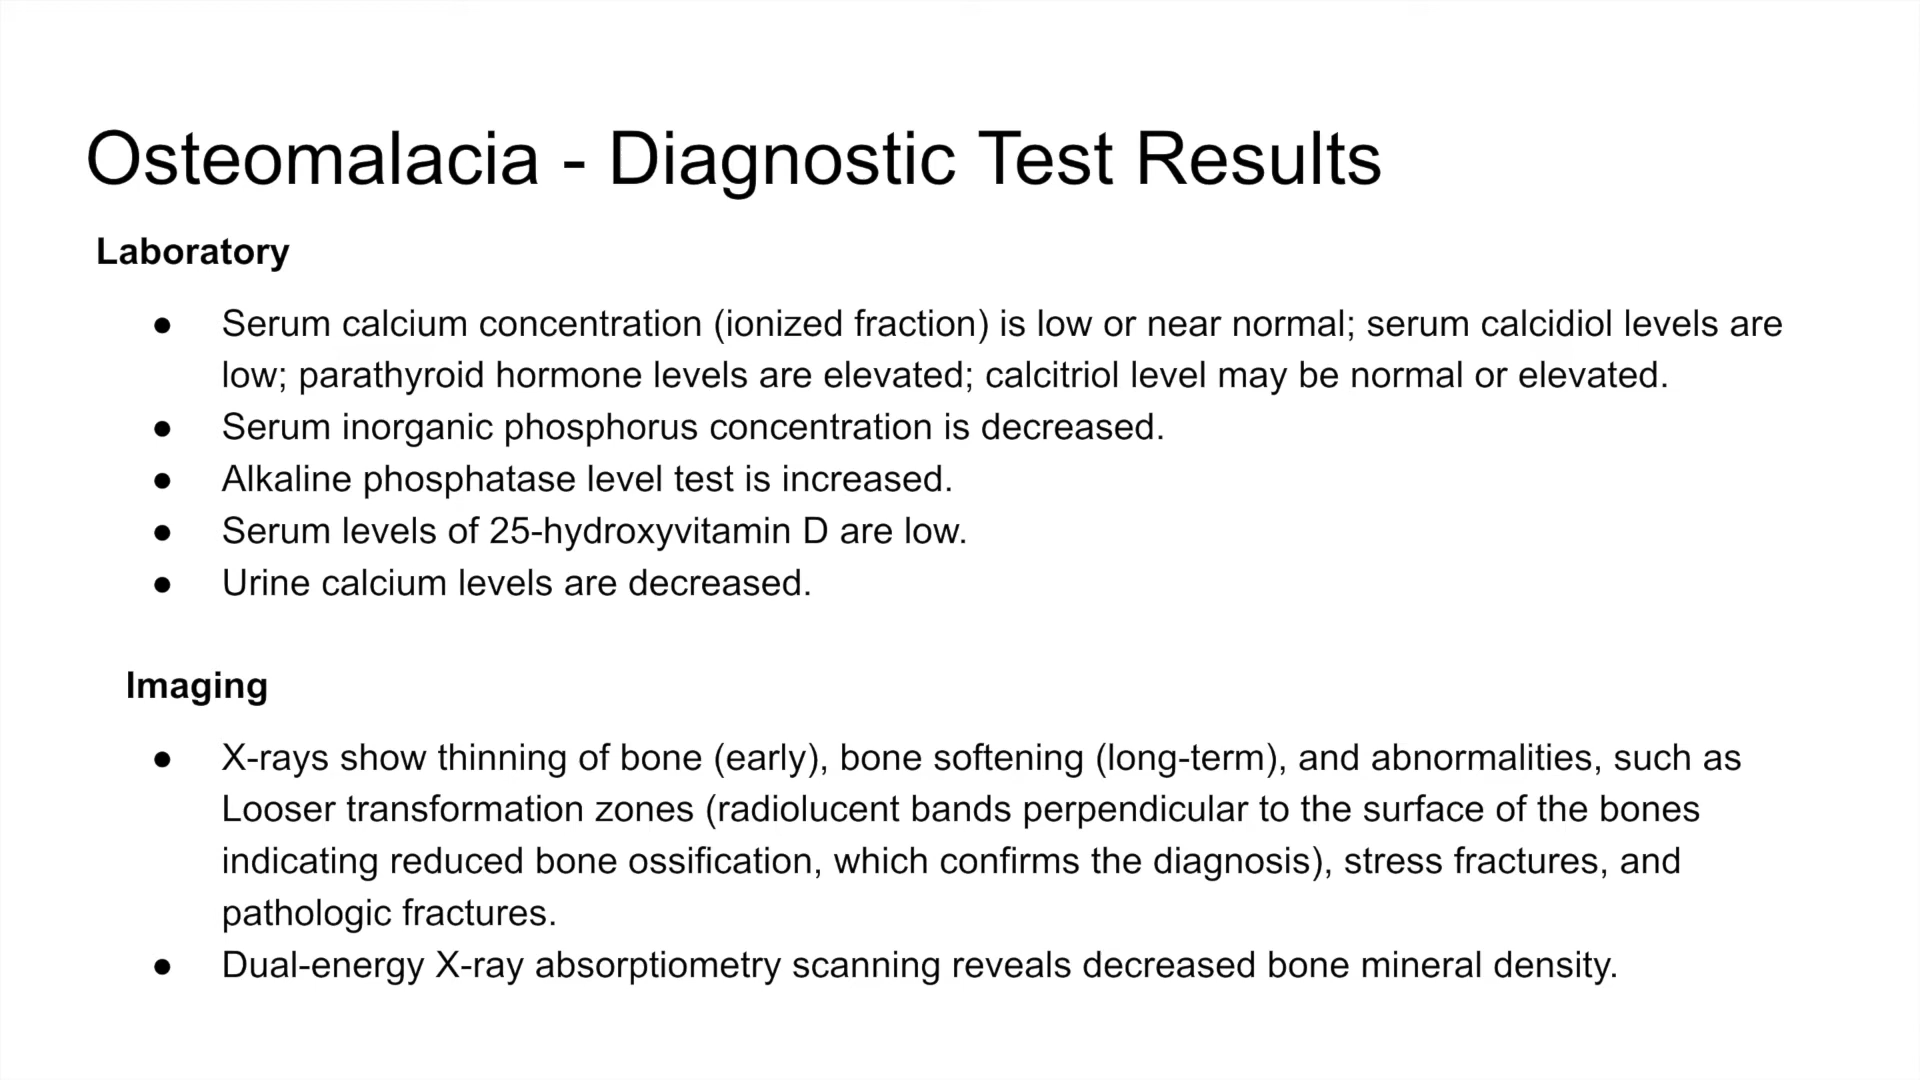 Osteomalacia - Diagnostic Test Results
Laboratory
● Serum calcium concentration (ionized fraction) is low or near normal; serum calcidiol levels are
low; parathyroid hormone levels are elevated; calcitriol level may be normal or elevated.
● Serum inorganic phosphorus concentration is decreased.
● Alkaline phosphatase level test is increased.
● Serum levels of 25-hydroxyvitamin D are low.
● Urine calcium levels are decreased.
Imaging
● X-rays show thinning of bone (early), bone softening (long-term), and abnormalities, such as
Looser transformation zones (radiolucent bands perpendicular to the surface of the bones
indicating reduced bone ossification, which confirms the diagnosis), stress fractures, and
pathologic fractures.
● Dual-energy X-ray absorptiometry scanning reveals decreased bone mineral density.